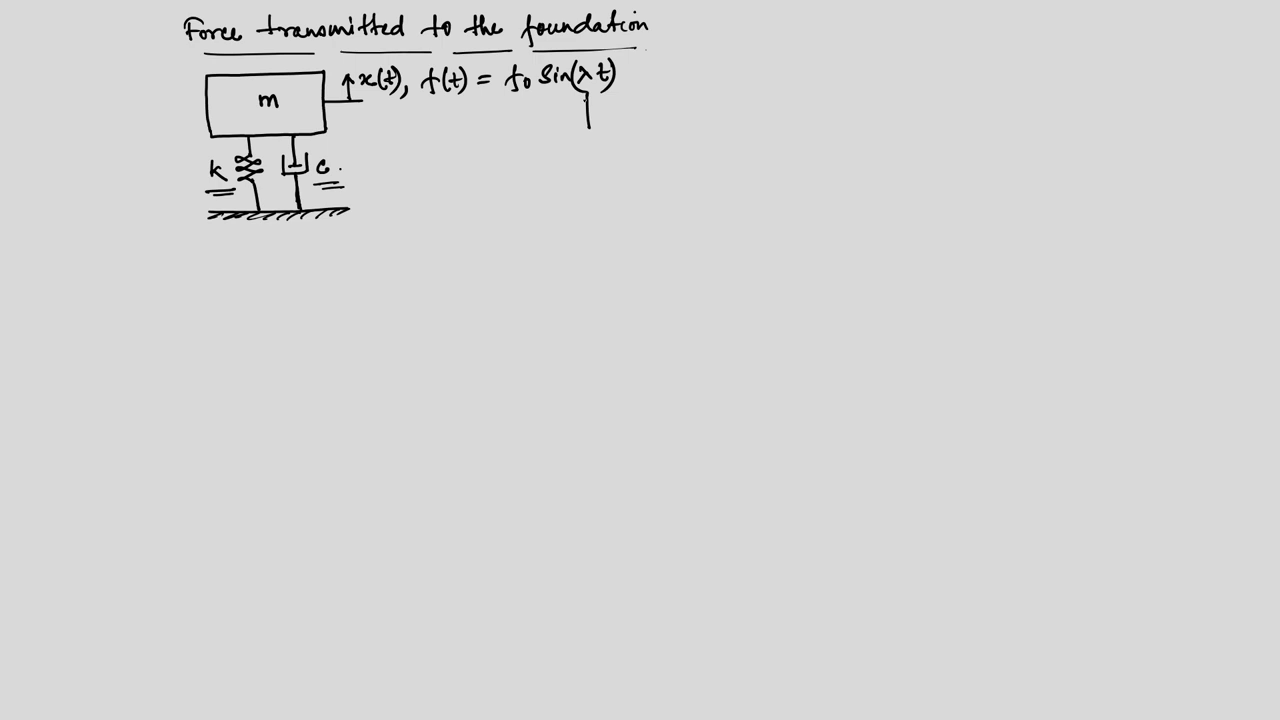 Force transmitted to the foundation
m x(t), f(t) = f₀ Sin(λt)
k c.